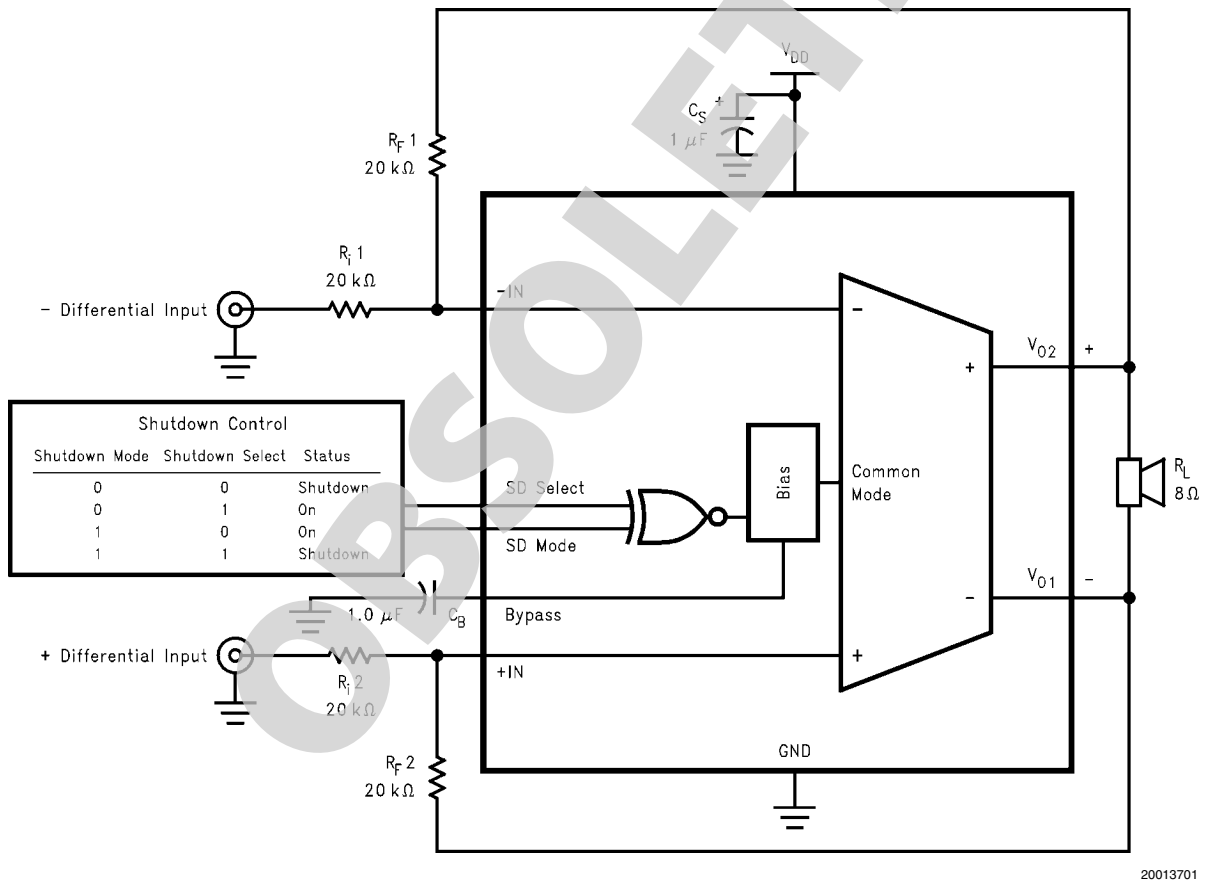 V_DD
C_S +
1 μF
R_F 1
20 kΩ
R_i 1
20 kΩ
- Differential Input
-IN
-
V_O2 +
+
Shutdown Control
Shutdown Mode Shutdown Select Status
0 0 Shutdown
0 1 On
1 0 On
1 1 Shutdown
SD Select
SD Mode
Bias
Common
Mode
R_L
8Ω
V_O1 -
-
1.0 μF C_B
Bypass
+ Differential Input
+IN
+
R_i 2
20 kΩ
R_F 2
20 kΩ
GND
20013701
OBSOLET